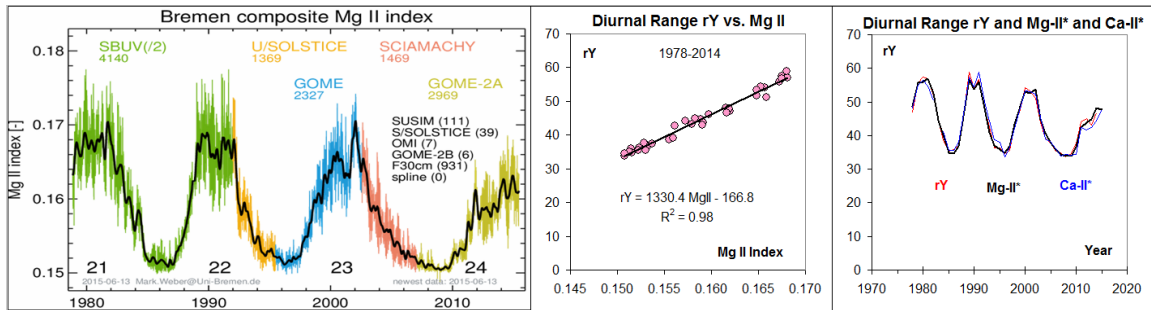 Bremen composite Mg II index
Mg II index [-]
0.18
0.17
0.16
0.15
SBUV(/2)
4140
U/SOLSTICE
1369
SCIAMACHY
1469
GOME
2327
GOME-2A
2969
SUSIM (111)
S/SOLSTICE (39)
OMI (7)
GOME-2B (6)
F30cm (931)
spline (0)
21
22
23
24
2015-06-13 Mark.Weber@Uni-Bremen.de
newest data: 2015-06-13
1980
1990
2000
2010
Diurnal Range rY vs. Mg II
70
60
50
40
30
20
10
0
rY
1978-2014
rY = 1330.4 MgII - 166.8
R² = 0.98
Mg II Index
0.145
0.150
0.155
0.160
0.165
0.170
Diurnal Range rY and Mg-II* and Ca-II*
70
60
50
40
30
20
10
0
rY
rY
Mg-II*
Ca-II*
Year
1970
1980
1990
2000
2010
2020